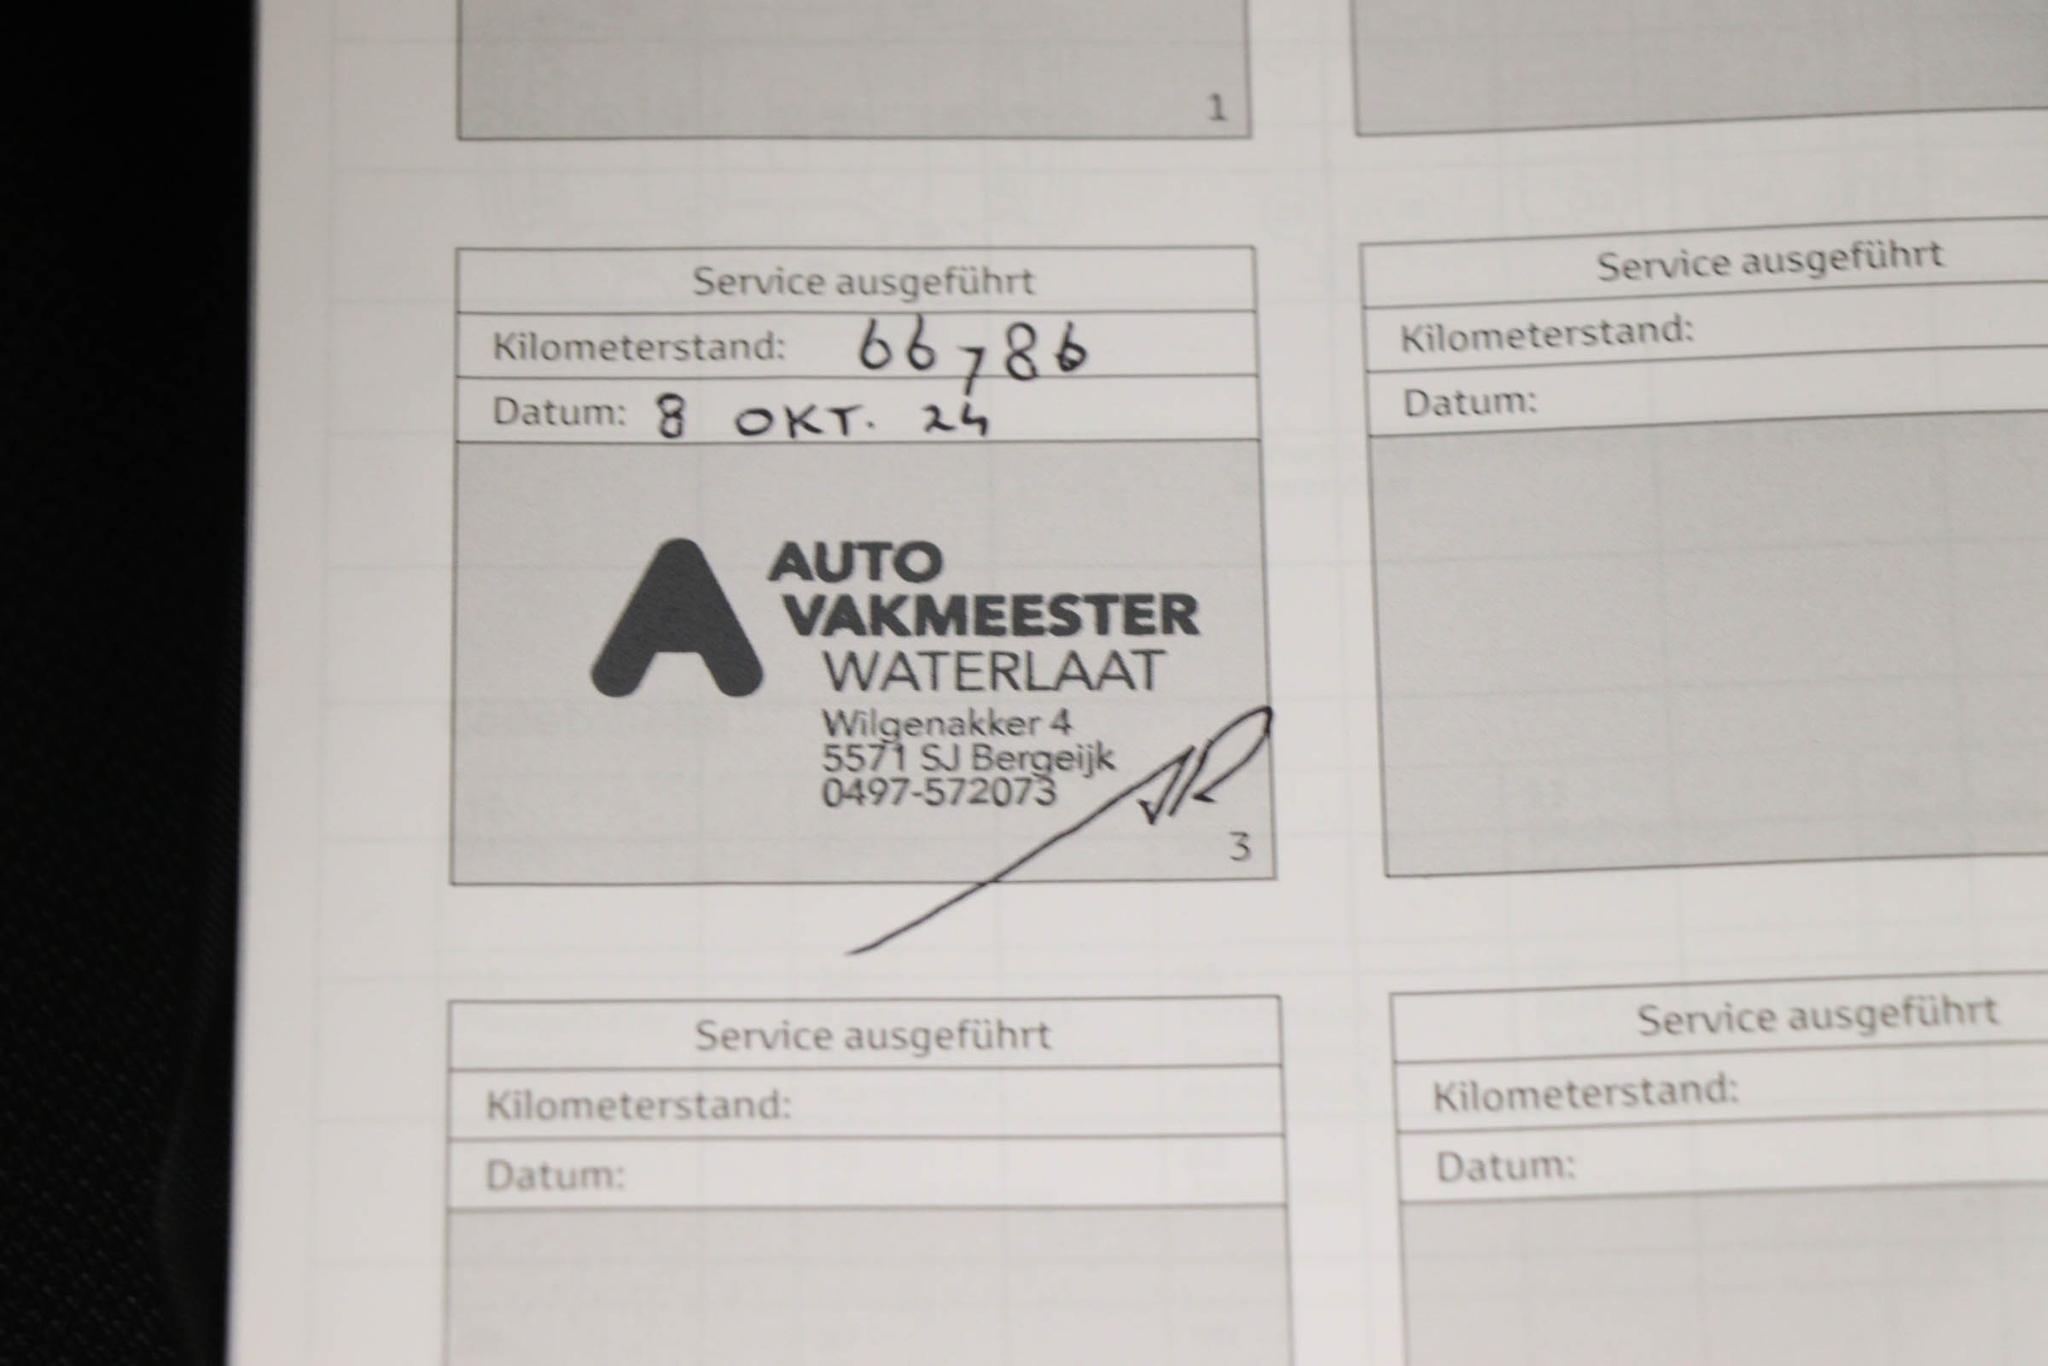 1
Service ausgeführt
Kilometerstand: 66786
Datum: 8 OKT. 24
AUTO
VAKMEESTER
WATERLAAT
Wilgenakker 4
5571 SJ Bergeijk
0497-572073
3
Service ausgeführt
Kilometerstand:
Datum:
Service ausgeführt
Kilometerstand:
Datum:
Service ausgeführt
Kilometerstand:
Datum: